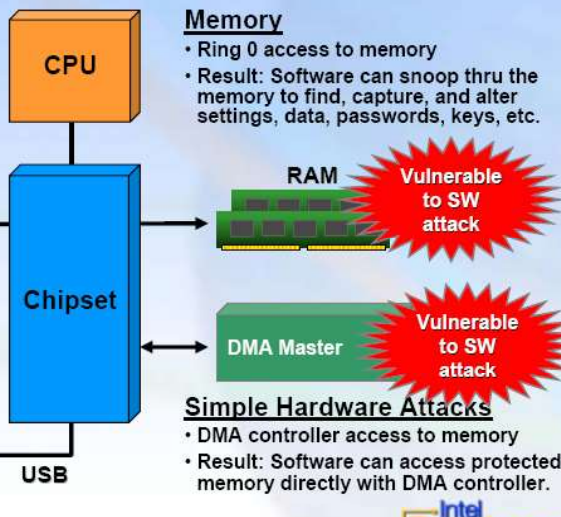 Memory
• Ring 0 access to memory
• Result: Software can snoop thru the
memory to find, capture, and alter
settings, data, passwords, keys, etc.
CPU
RAM
Vulnerable
to SW
attack
Chipset
DMA Master
Vulnerable
to SW
attack
Simple Hardware Attacks
• DMA controller access to memory
• Result: Software can access protected
memory directly with DMA controller.
USB
Intel